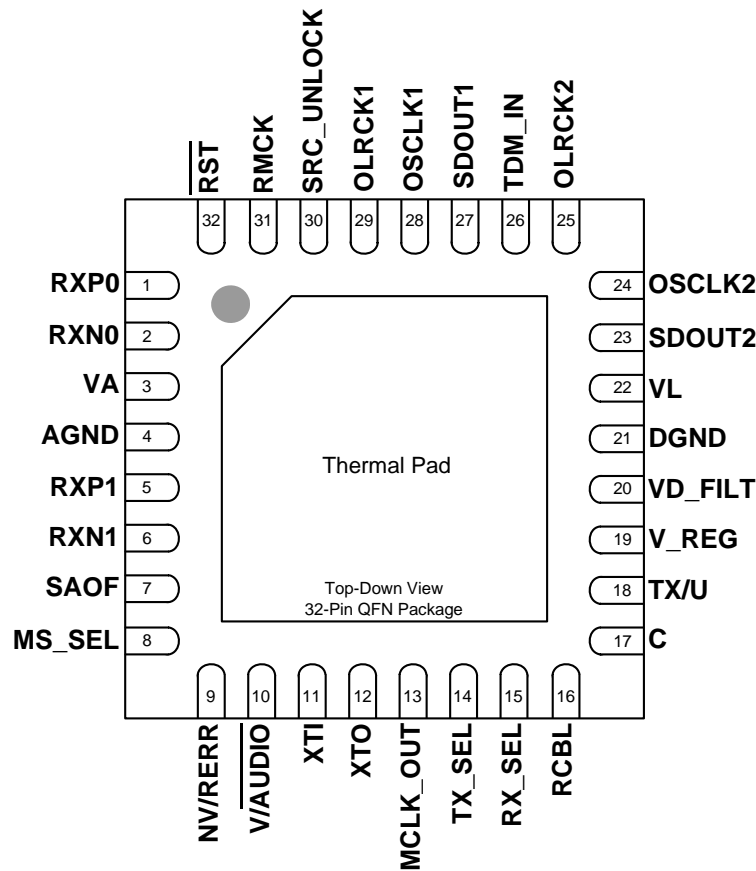 RST
RMCK
SRC_UNLOCK
OLRCK1
OSCLK1
SDOUT1
TDM_IN
OLRCK2
32
31
30
29
28
27
26
25
RXP0 1
RXN0 2
VA 3
AGND 4
RXP1 5
RXN1 6
SAOF 7
MS_SEL 8
24 OSCLK2
23 SDOUT2
22 VL
21 DGND
20 VD_FILT
19 V_REG
18 TX/U
17 C
Thermal Pad
Top-Down View
32-Pin QFN Package
9
10
11
12
13
14
15
16
NV/RERR
V/AUDIO
XTI
XTO
MCLK_OUT
TX_SEL
RX_SEL
RCBL